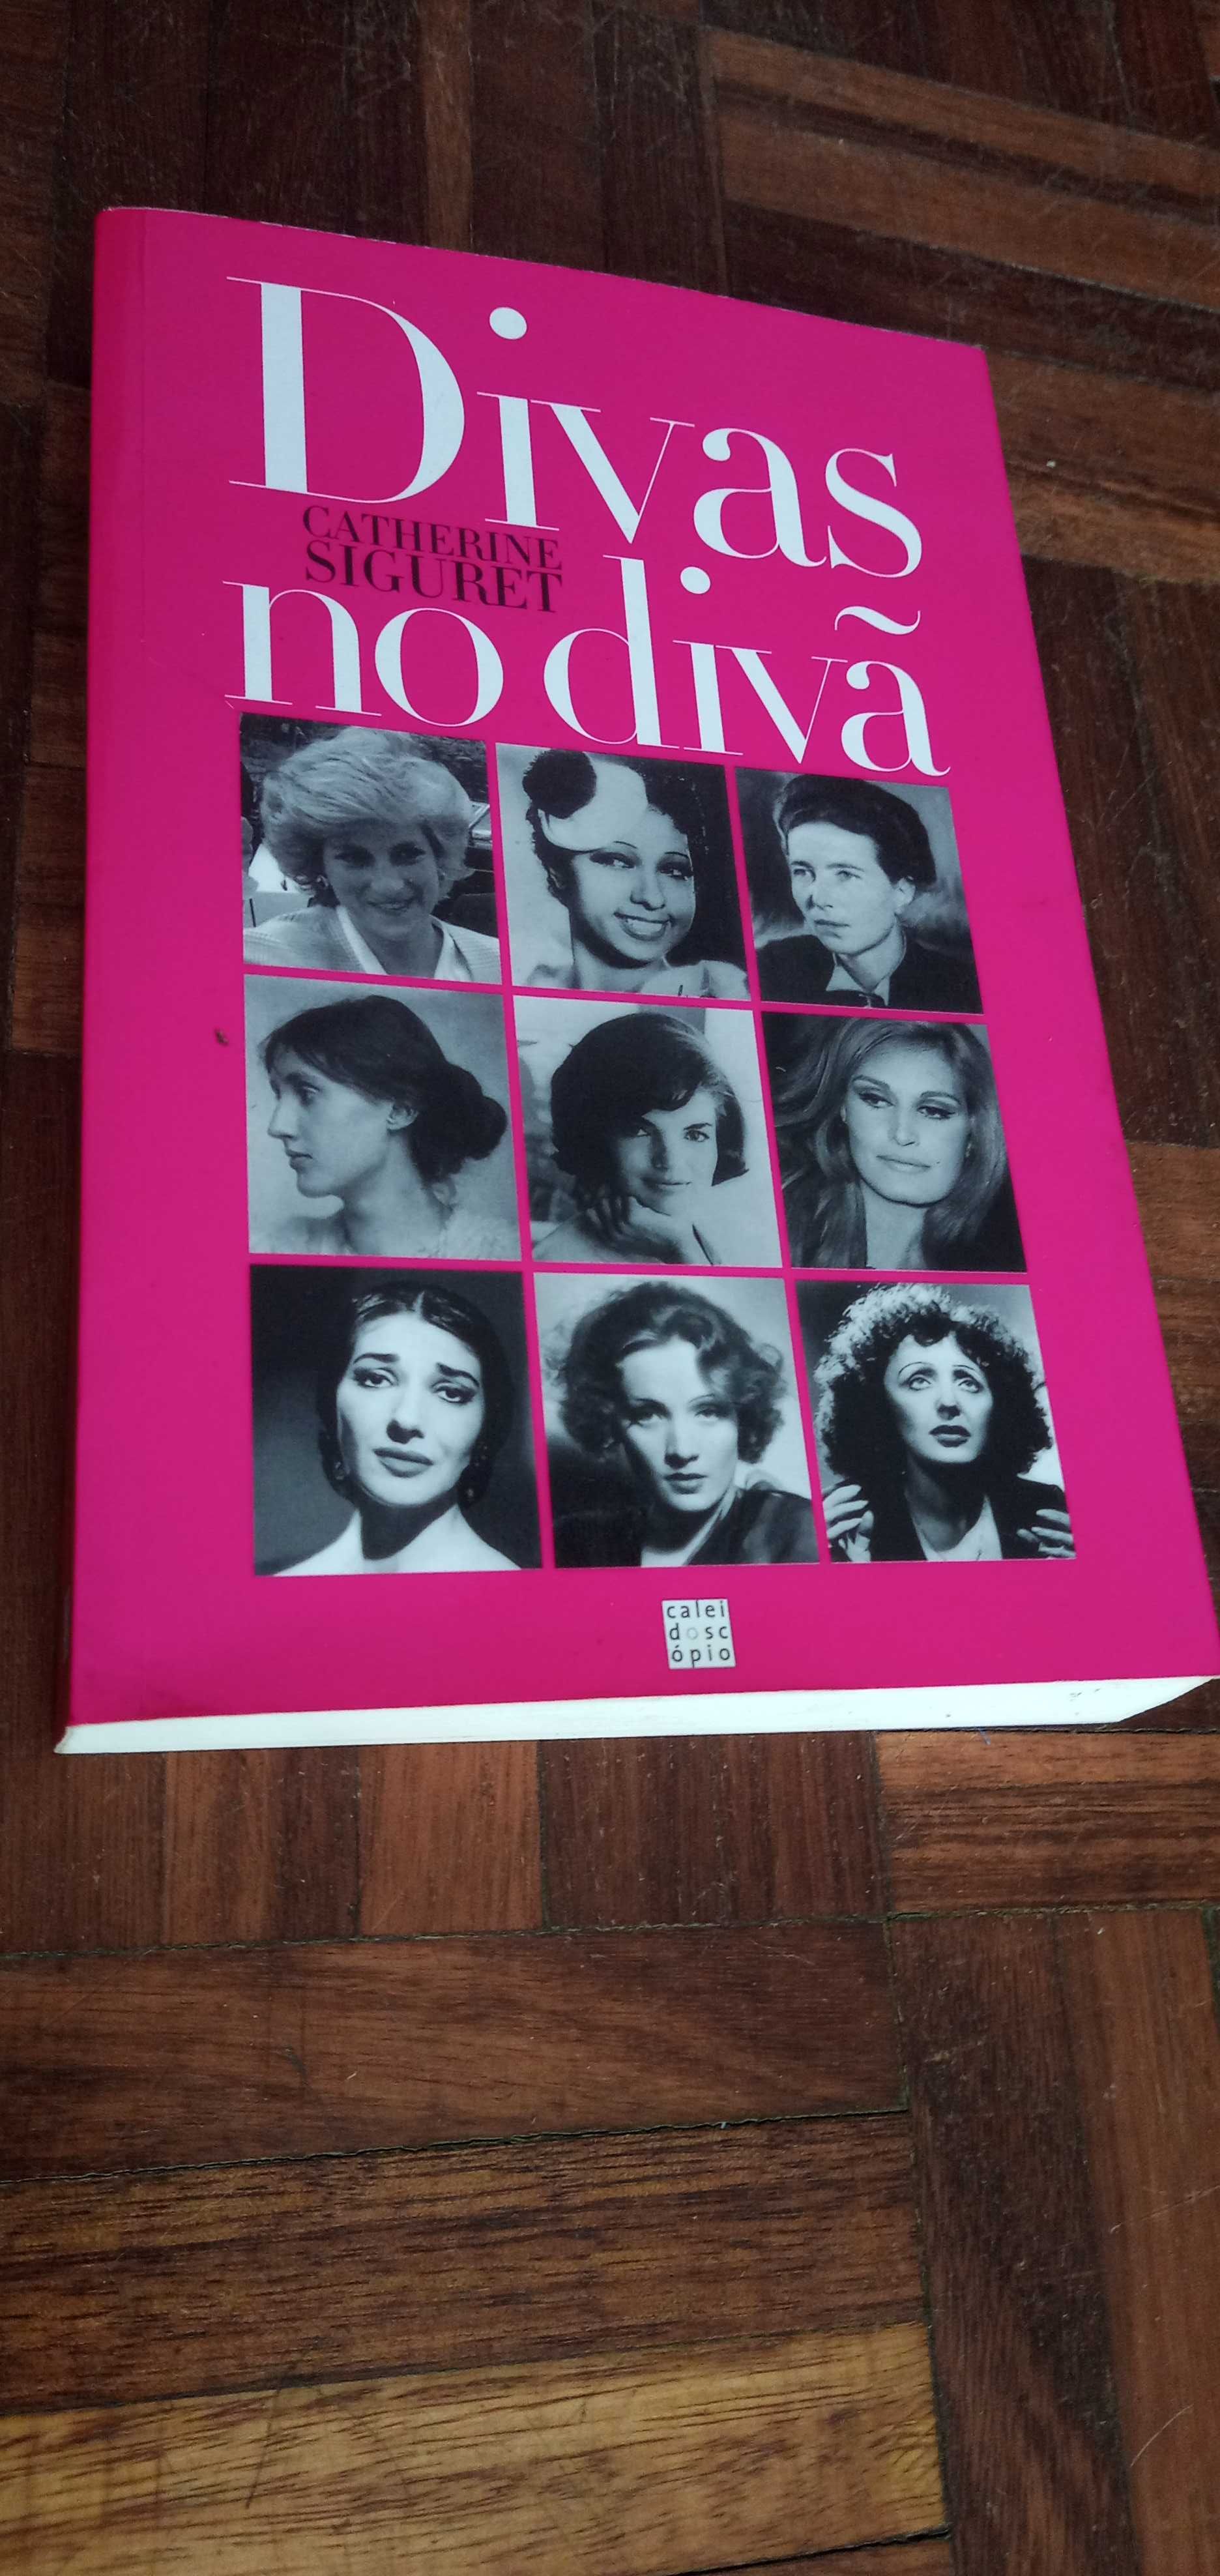 Divas
CATHERINE
SIGURET
no divã
calei
dosc
ópio